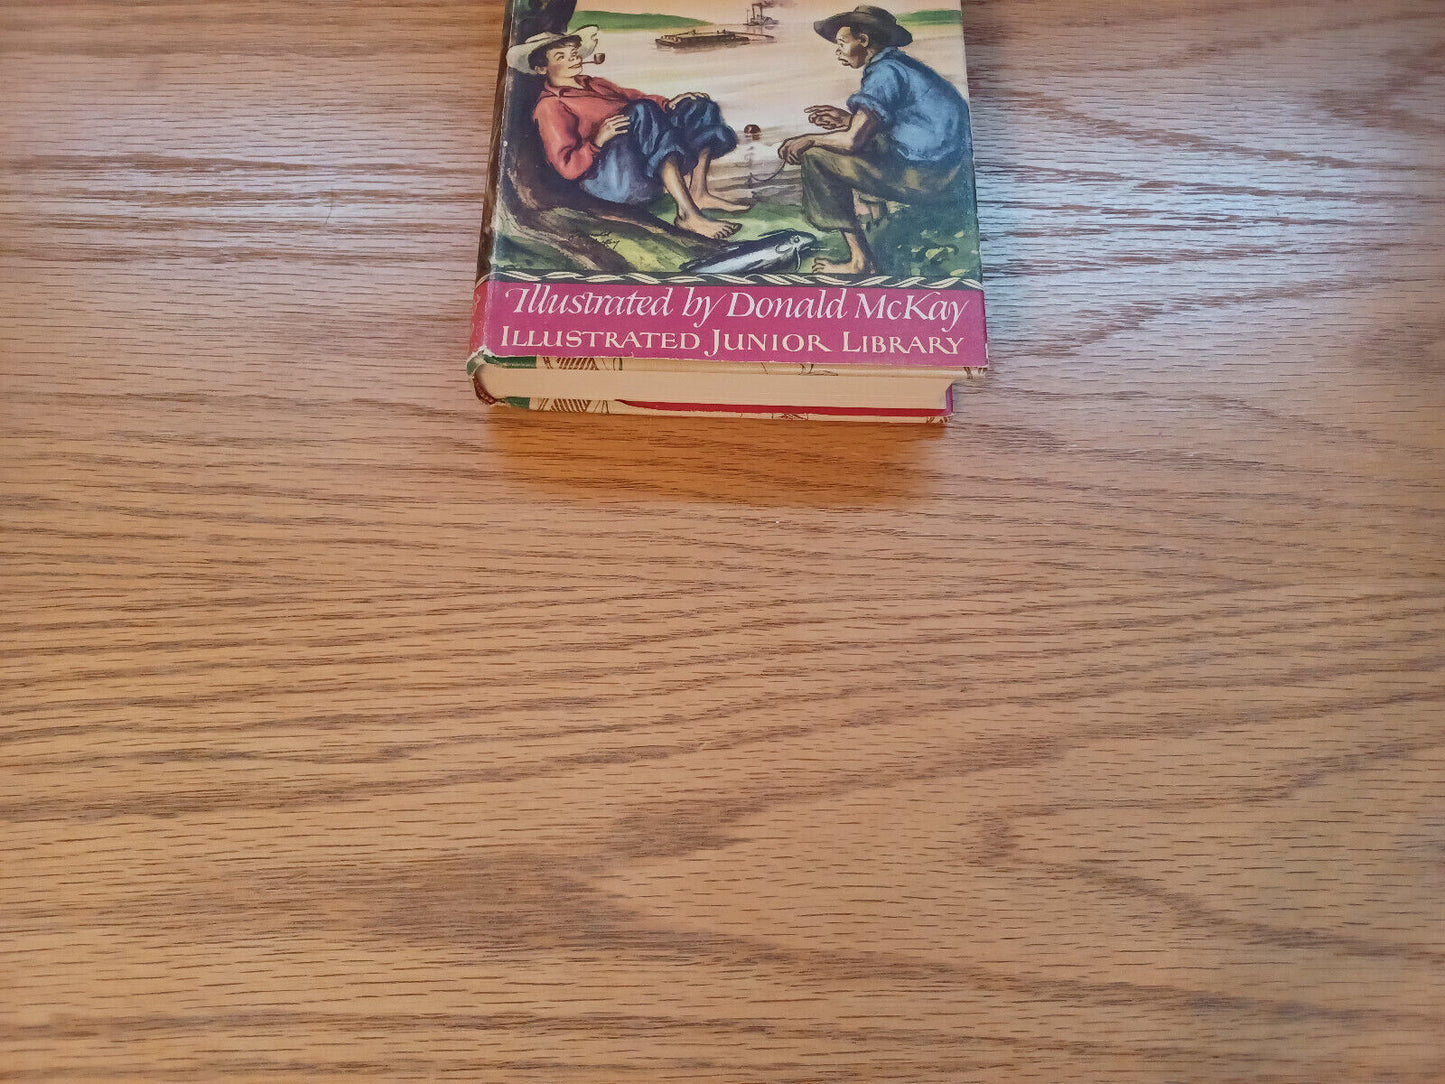 Illustrated by Donald McKay
ILLUSTRATED JUNIOR LIBRARY